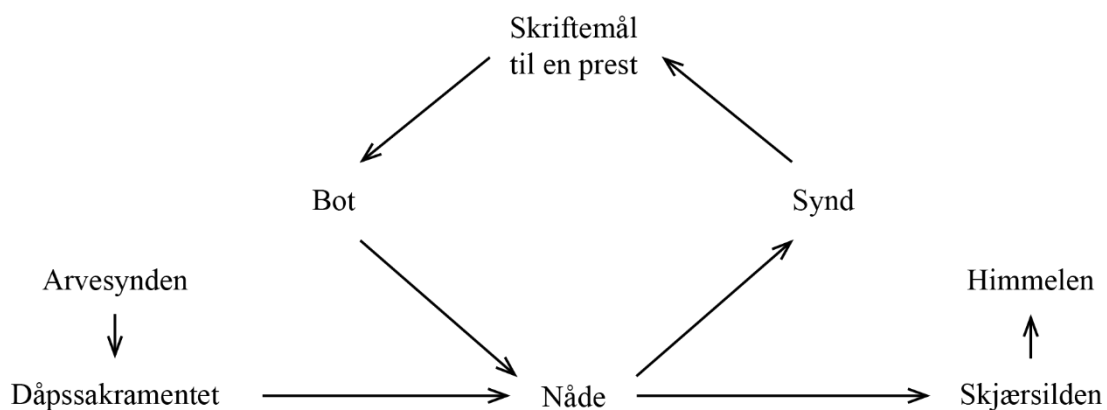 Skriftemål
til en prest
Bot
Synd
Arvesynden
Himmelen
Dåpssakramentet
Nåde
Skjærsilden